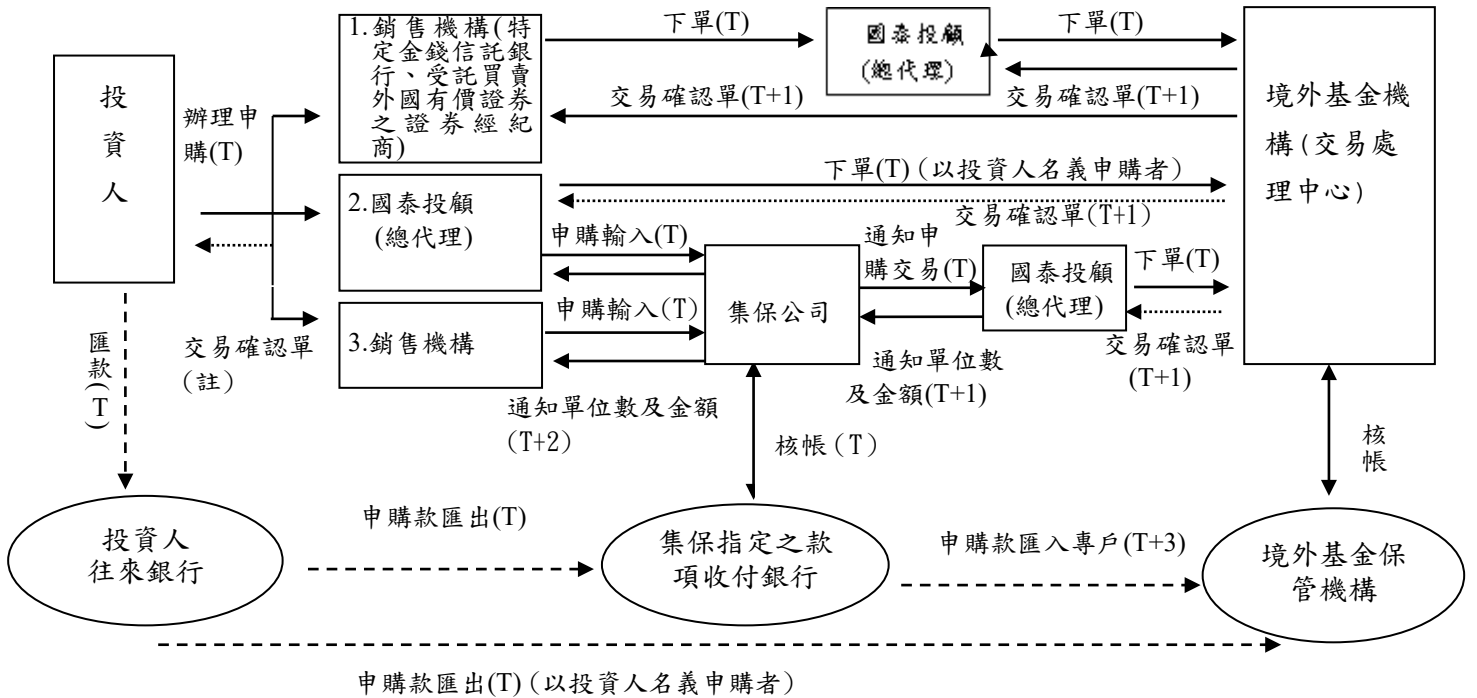 投
資
人
辦理申
購(T)
交易確認單
(註)
匯款(T)
1.銷售機構(特
定金錢信託銀
行、受託買賣
外國有價證券
之證券經紀
商)
2.國泰投顧
(總代理)
3.銷售機構
下單(T)
國泰投顧
(總代理)
下單(T)
交易確認單(T+1)
交易確認單(T+1)
下單(T)(以投資人名義申購者)
交易確認單(T+1)
申購輸入(T)
申購輸入(T)
通知單位數及金額
(T+2)
集保公司
通知申
購交易(T)
通知單位數
及金額(T+1)
國泰投顧
(總代理)
下單(T)
交易確認單
(T+1)
境外基金機
構(交易處
理中心)
核帳(T)
核
帳
投資人
往來銀行
申購款匯出(T)
集保指定之款
項收付銀行
申購款匯入專戶(T+3)
境外基金保
管機構
申購款匯出(T)(以投資人名義申購者)